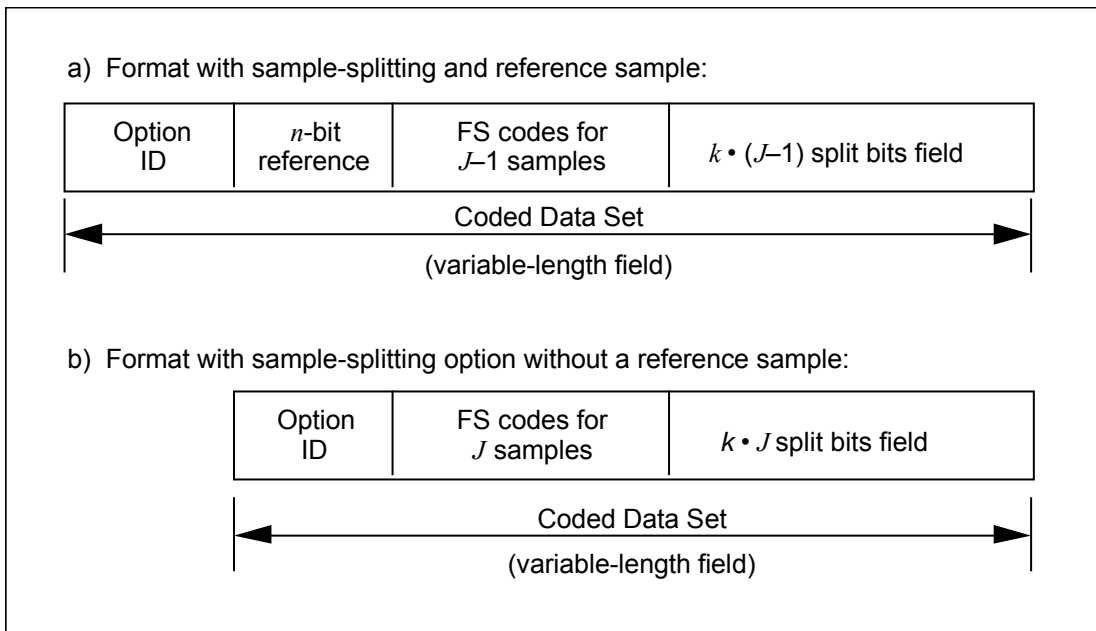 a) Format with sample-splitting and reference sample:
Option
ID
n-bit
reference
FS codes for
J–1 samples
k • (J–1) split bits field
Coded Data Set
(variable-length field)
b) Format with sample-splitting option without a reference sample:
Option
ID
FS codes for
J samples
k • J split bits field
Coded Data Set
(variable-length field)